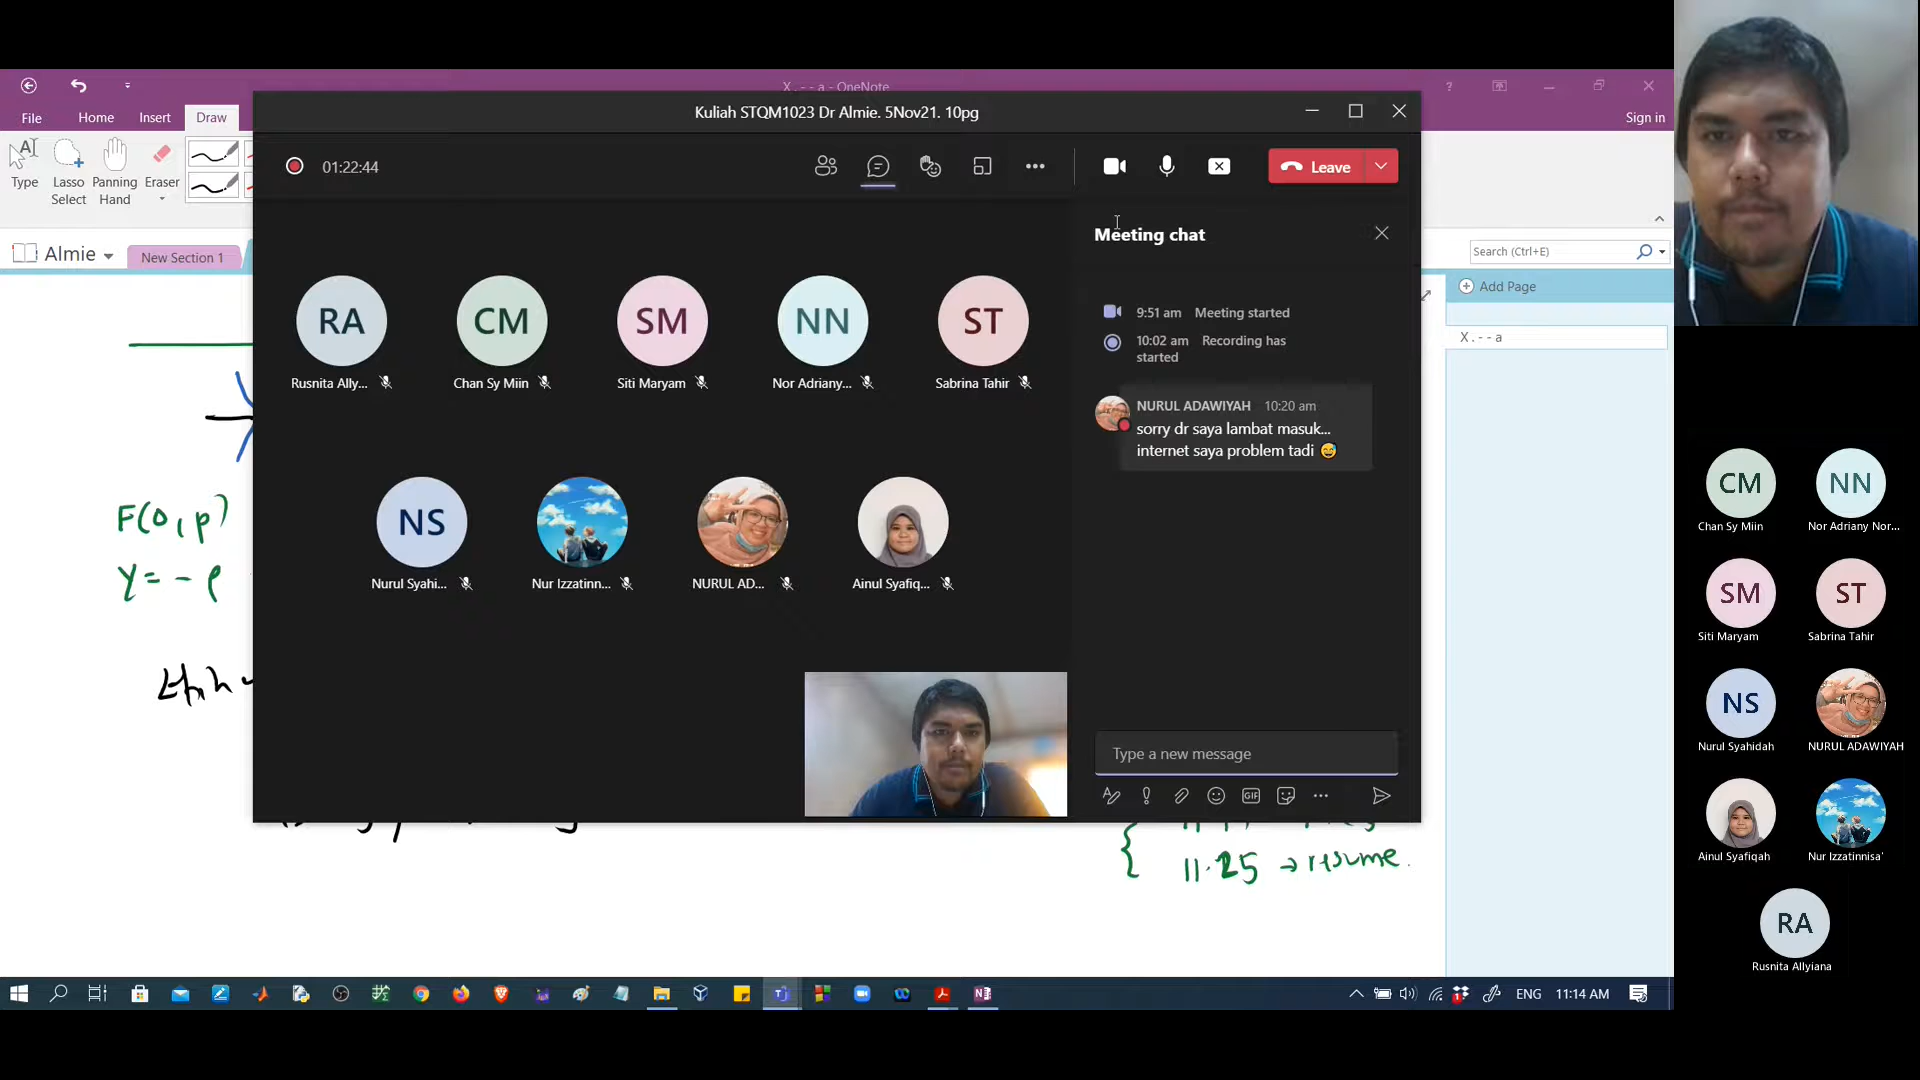 X . - - a - OneNote
?
File
Home
Insert
Draw
Sign in
Type
Lasso Select
Panning Hand
Eraser
Almie
New Section 1
Search (Ctrl+E)
Add Page
X . - - a
F(0, p)
y = - p
{ 11.25 → resume.
Kuliah STQM1023 Dr Almie. 5Nov21. 10pg
01:22:44
Leave
Meeting chat
9:51 am Meeting started
10:02 am Recording has
started
NURUL ADAWIYAH 10:20 am
sorry dr saya lambat masuk...
internet saya problem tadi 😅
Type a new message
GIF
RA
CM
SM
NN
ST
Rusnita Ally...
Chan Sy Miin
Siti Maryam
Nor Adriany...
Sabrina Tahir
NS
Nurul Syahi...
Nur Izzatinn...
NURUL AD...
Ainul Syafiq...
CM
NN
Chan Sy Miin
Nor Adriany Nor...
SM
ST
Siti Maryam
Sabrina Tahir
NS
Nurul Syahidah
NURUL ADAWIYAH
Ainul Syafiqah
Nur Izzatinnisa'
RA
Rusnita Allyiana
ENG
11:14 AM